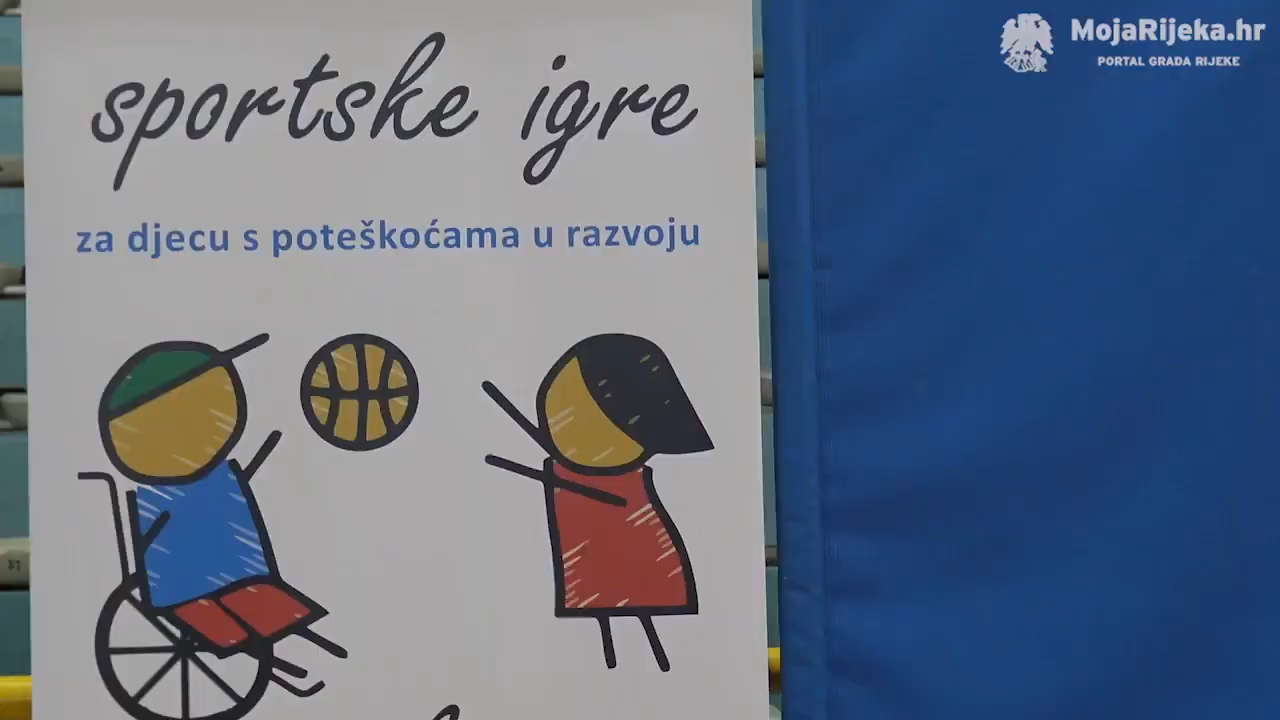 MojaRijeka.hr
PORTAL GRADA RIJEKE
sportske igre
za djecu s poteškoćama u razvoju